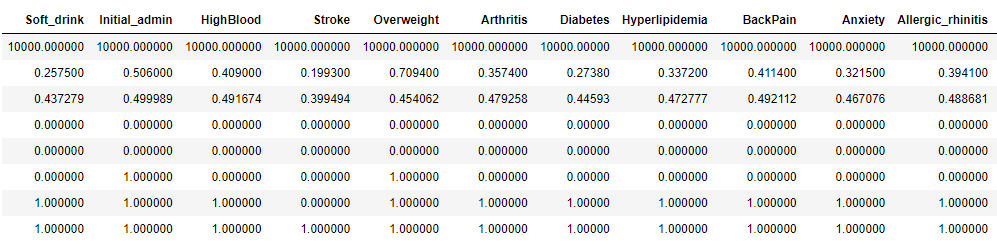 Soft_drink Initial_admin HighBlood Stroke Overweight Arthritis Diabetes Hyperlipidemia BackPain Anxiety Allergic_rhinitis
10000.000000 10000.000000 10000.000000 10000.000000 10000.000000 10000.000000 10000.00000 10000.000000 10000.000000 10000.000000 10000.000000
0.257500 0.506000 0.409000 0.199300 0.709400 0.357400 0.27380 0.337200 0.411400 0.321500 0.394100
0.437279 0.499989 0.491674 0.399494 0.454062 0.479258 0.44593 0.472777 0.492112 0.467076 0.488681
0.000000 0.000000 0.000000 0.000000 0.000000 0.000000 0.00000 0.000000 0.000000 0.000000 0.000000
0.000000 0.000000 0.000000 0.000000 0.000000 0.000000 0.00000 0.000000 0.000000 0.000000 0.000000
0.000000 1.000000 0.000000 0.000000 1.000000 0.000000 0.00000 0.000000 0.000000 0.000000 0.000000
1.000000 1.000000 1.000000 0.000000 1.000000 1.000000 1.00000 1.000000 1.000000 1.000000 1.000000
1.000000 1.000000 1.000000 1.000000 1.000000 1.000000 1.00000 1.000000 1.000000 1.000000 1.000000